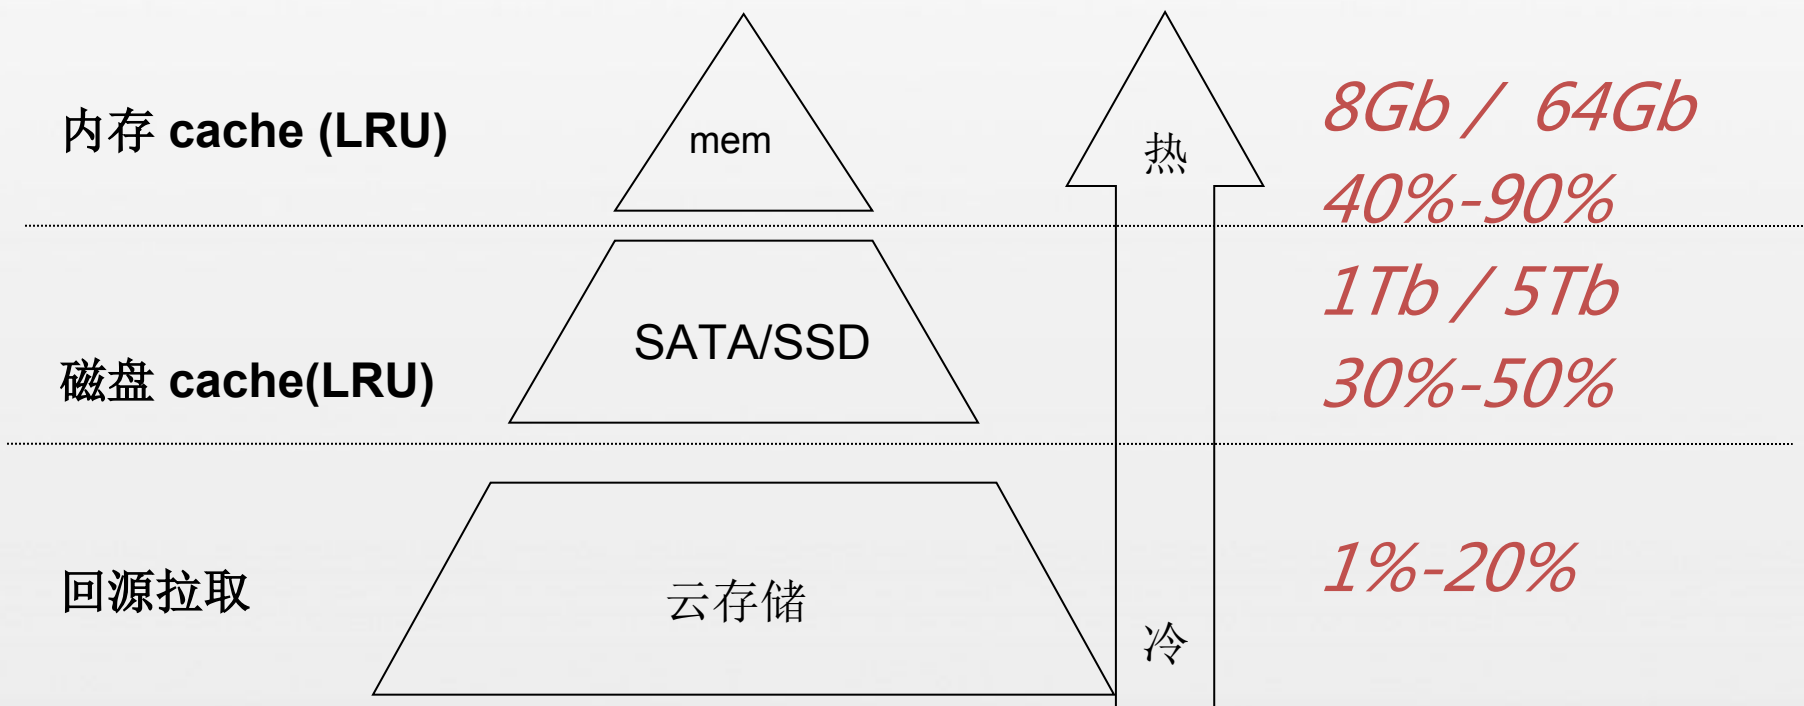 内存 cache (LRU)
mem
热
8Gb / 64Gb
40%-90%
磁盘 cache(LRU)
SATA/SSD
1Tb / 5Tb
30%-50%
回源拉取
云存储
冷
1%-20%